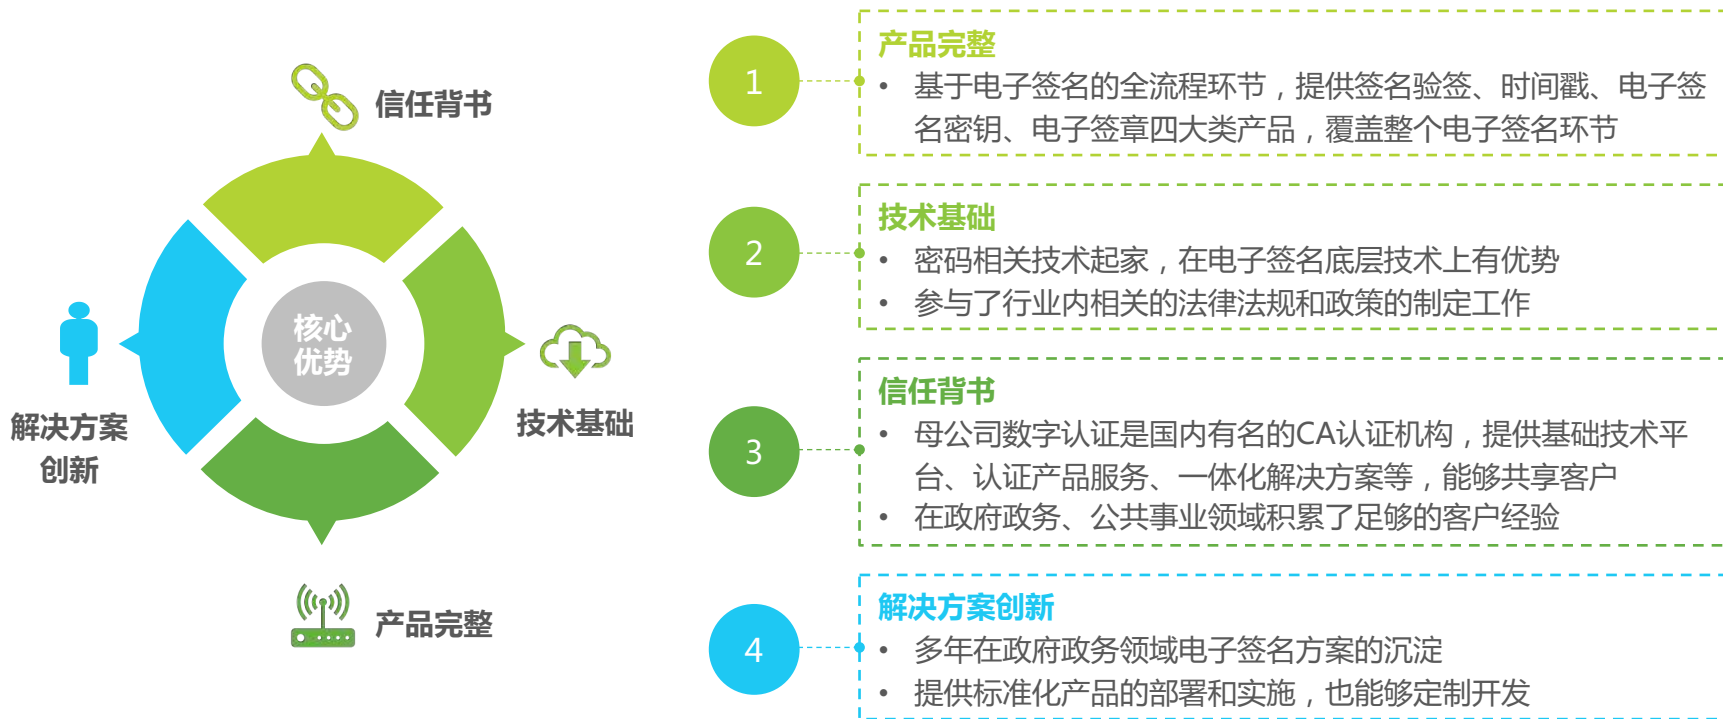 信任背书
核心
优势
技术基础
解决方案
创新
产品完整
1
产品完整
• 基于电子签名的全流程环节，提供签名验签、时间戳、电子签
名密钥、电子签章四大类产品，覆盖整个电子签名环节
2
技术基础
• 密码相关技术起家，在电子签名底层技术上有优势
• 参与了行业内相关的法律法规和政策的制定工作
3
信任背书
• 母公司数字认证是国内有名的CA认证机构，提供基础技术平
台、认证产品服务、一体化解决方案等，能够共享客户
• 在政府政务、公共事业领域积累了足够的客户经验
4
解决方案创新
• 多年在政府政务领域电子签名方案的沉淀
• 提供标准化产品的部署和实施，也能够定制开发